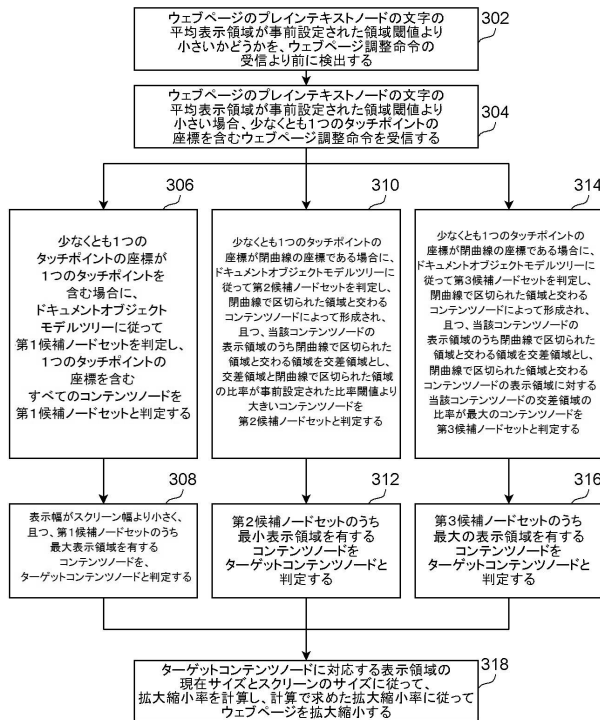 ウェブページのプレインテキストノードの文字の
平均表示領域が事前設定された領域閾値より
小さいかどうかを、ウェブページ調整命令の
受信より前に検出する
302
ウェブページのプレインテキストノードの文字の
平均表示領域が事前設定された領域閾値より
小さい場合、少なくとも1つのタッチポイントの
座標を含むウェブページ調整命令を受信する
304
306
少なくとも1つの
タッチポイントの座標が
1つのタッチポイントを
含む場合に、
ドキュメントオブジェクト
モデルツリーに従って
第1候補ノードセットを判定し、
1つのタッチポイントの
座標を含む
すべてのコンテンツノードを
第1候補ノードセットと判定する
310
少なくとも1つのタッチポイントの
座標が閉曲線の座標である場合に、
ドキュメントオブジェクトモデルツリーに
従って第2候補ノードセットを判定し、
閉曲線で区切られた領域と交わる
コンテンツノードによって形成され、
且つ、当該コンテンツノードの
表示領域のうち閉曲線で区切られた
領域と交わる領域を交差領域とし、
交差領域と閉曲線で区切られた領域
の比率が事前設定された比率閾値より
大きいコンテンツノードを
第2候補ノードセットと判定する
314
少なくとも1つのタッチポイントの
座標が閉曲線の座標である場合に、
ドキュメントオブジェクトモデルツリーに
従って第3候補ノードセットを判定し、
閉曲線で区切られた領域と交わる
コンテンツノードによって形成され、
且つ、当該コンテンツノードの
表示領域のうち閉曲線で区切られた
領域と交わる領域を交差領域とし、
閉曲線で区切られた領域と交わる
コンテンツノードの表示領域に対する
当該コンテンツノードの交差領域の
比率が最大のコンテンツノードを
第3候補ノードセットと判定する
308
表示幅がスクリーン幅より小さく、
且つ、第1候補ノードセットのうち
最大表示領域を有する
コンテンツノードを、
ターゲットコンテンツノードと判定する
312
第2候補ノードセットのうち
最小表示領域を有する
コンテンツノードを
ターゲットコンテンツノードと
判定する
316
第3候補ノードセットのうち
最大の表示領域を有する
コンテンツノードを
ターゲットコンテンツノードと
判定する
ターゲットコンテンツノードに対応する表示領域の
現在サイズとスクリーンのサイズに従って、
拡大縮小率を計算し、計算で求めた拡大縮小率に従って
ウェブページを拡大縮小する
318